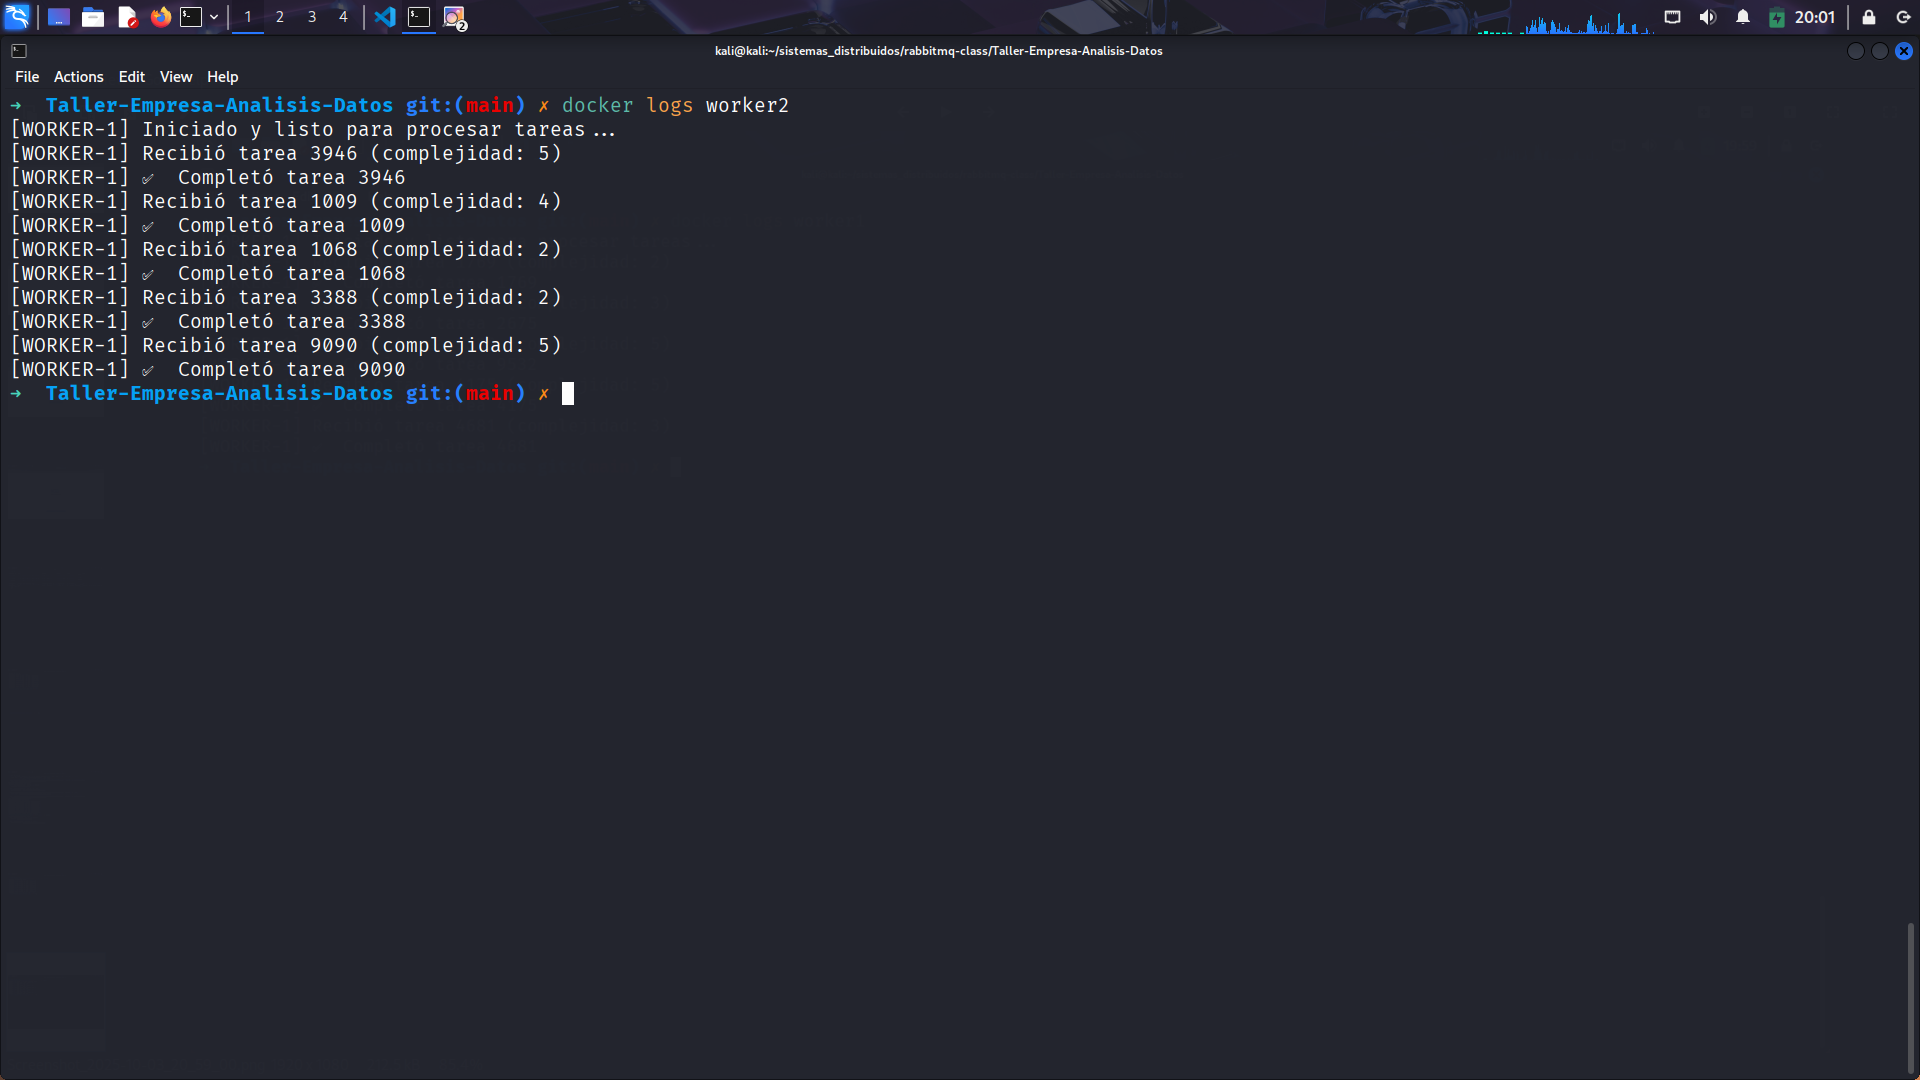 1 2 3 4 2 20:01
kali@kali:~/sistemas_distribuidos/rabbitmq-class/Taller-Empresa-Analisis-Datos
File Actions Edit View Help
→ Taller-Empresa-Analisis-Datos git:(main) ✗ docker logs worker2
[WORKER-1] Iniciado y listo para procesar tareas...
[WORKER-1] Recibió tarea 3946 (complejidad: 5)
[WORKER-1] ✅ Completó tarea 3946
[WORKER-1] Recibió tarea 1009 (complejidad: 4)
[WORKER-1] ✅ Completó tarea 1009
[WORKER-1] Recibió tarea 1068 (complejidad: 2)
[WORKER-1] ✅ Completó tarea 1068
[WORKER-1] Recibió tarea 3388 (complejidad: 2)
[WORKER-1] ✅ Completó tarea 3388
[WORKER-1] Recibió tarea 9090 (complejidad: 5)
[WORKER-1] ✅ Completó tarea 9090
→ Taller-Empresa-Analisis-Datos git:(main) ✗